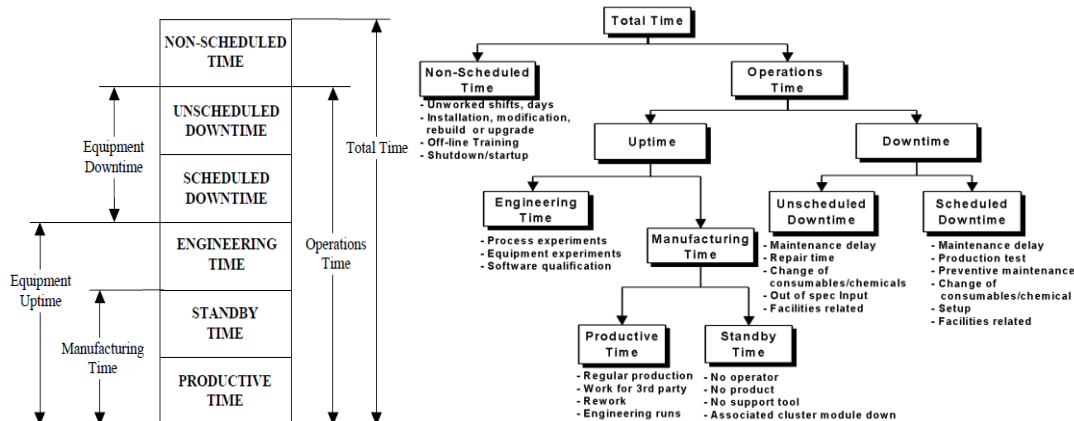 NON-SCHEDULED
TIME
UNSCHEDULED
DOWNTIME
Equipment
Downtime
SCHEDULED
DOWNTIME
Total Time
ENGINEERING
TIME
Operations
Time
Equipment
Uptime
STANDBY
TIME
Manufacturing
Time
PRODUCTIVE
TIME
Total Time
Non-Scheduled
Time
- Unworked shifts, days
- Installation, modification,
rebuild or upgrade
- Off-line Training
- Shutdown/startup
Operations
Time
Uptime
Downtime
Engineering
Time
- Process experiments
- Equipment experiments
- Software qualification
Manufacturing
Time
Unscheduled
Downtime
- Maintenance delay
- Repair time
- Change of
consumables/chemicals
- Out of spec Input
- Facilities related
Scheduled
Downtime
- Maintenance delay
- Production test
- Preventive maintenance
- Change of
consumables/chemical
- Setup
- Facilities related
Productive
Time
- Regular production
- Work for 3rd party
- Rework
- Engineering runs
Standby
Time
- No operator
- No product
- No support tool
- Associated cluster module down